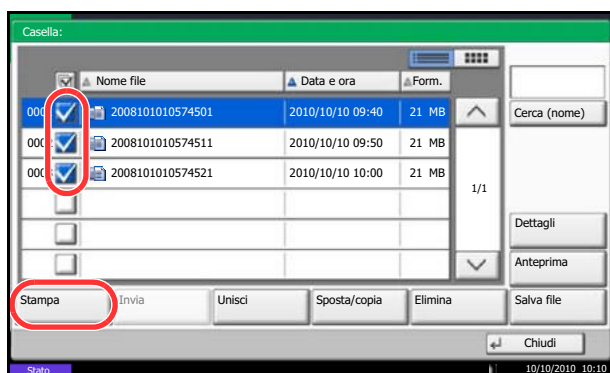 Casella:
Nome file Data e ora Form.
2008101010574501 2010/10/10 09:40 21 MB
2008101010574511 2010/10/10 09:50 21 MB
2008101010574521 2010/10/10 10:00 21 MB
1/1
Cerca (nome)
Dettagli
Anteprima
Stampa Invia Unisci Sposta/copia Elimina Salva file
Chiudi
Stato 10/10/2010 10:10